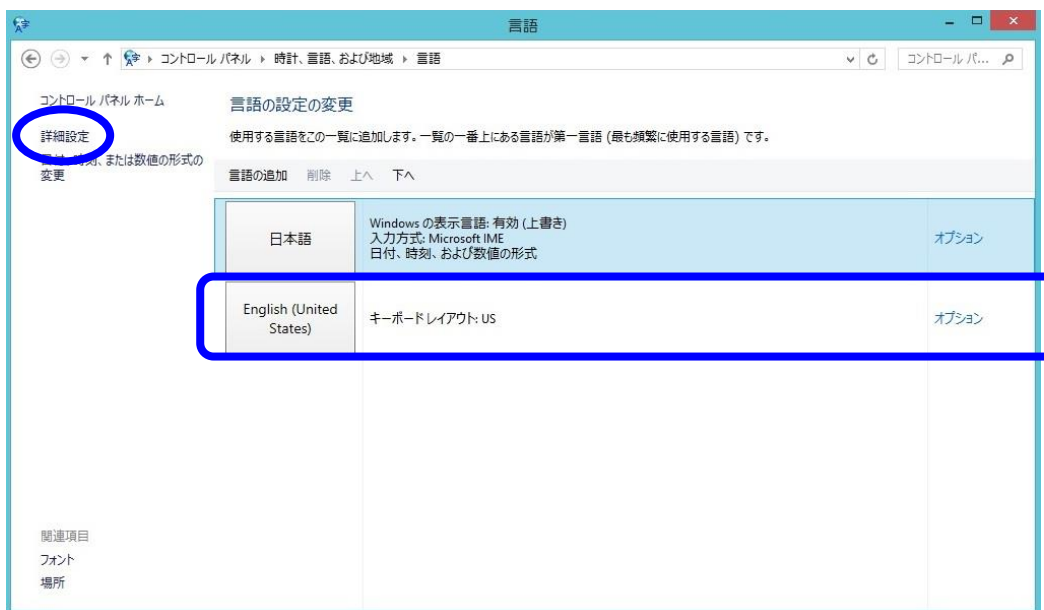 言語
コントロール パネル ▸ 時計、言語、および地域 ▸ 言語
コントロール パ...
コントロール パネル ホーム
詳細設定
日付、時刻、または数値の形式の
変更
言語の設定の変更
使用する言語をこの一覧に追加します。一覧の一番上にある言語が第一言語 (最も頻繁に使用する言語) です。
言語の追加 削除 上へ 下へ
日本語
Windows の表示言語: 有効 (上書き)
入力方式: Microsoft IME
日付、時刻、および数値の形式
オプション
English (United
States)
キーボード レイアウト: US
オプション
関連項目
フォント
場所